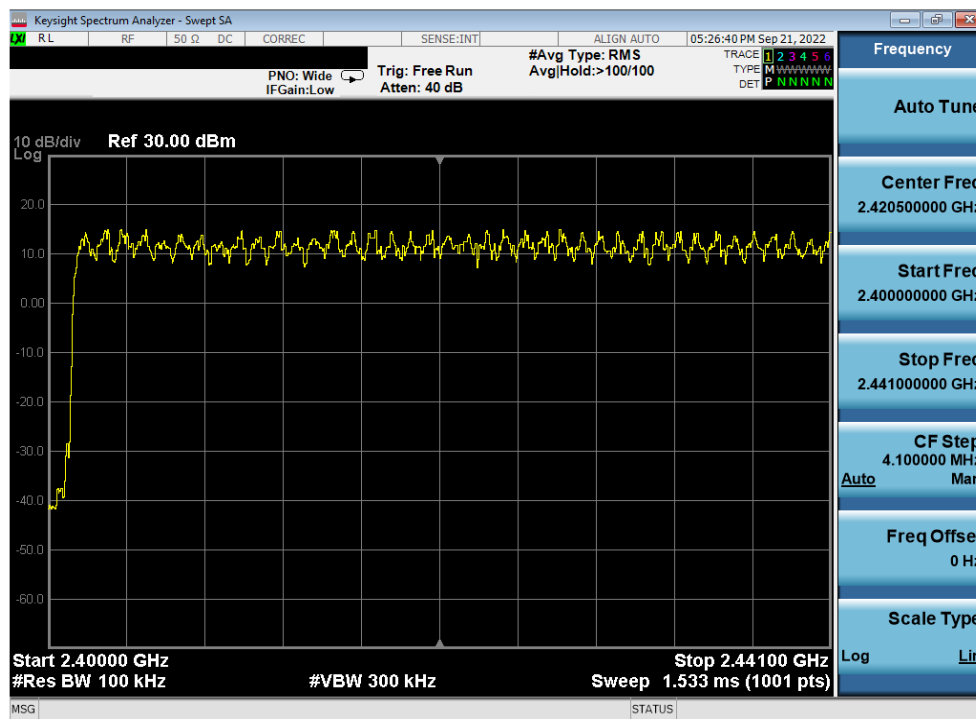 Keysight Spectrum Analyzer - Swept SA
LXI RL RF 50 Ω DC CORREC SENSE:INT ALIGN AUTO 05:26:40 PM Sep 21, 2022
PNO: Wide
IFGain:Low
Trig: Free Run
Atten: 40 dB
#Avg Type: RMS
Avg|Hold:>100/100
TRACE 1 2 3 4 5 6
TYPE M WWWWW
DET P N N N N N
10 dB/div
Log
Ref 30.00 dBm
20.0
10.0
0.00
-10.0
-20.0
-30.0
-40.0
-50.0
-60.0
Start 2.40000 GHz
#Res BW 100 kHz
#VBW 300 kHz
Stop 2.44100 GHz
Sweep 1.533 ms (1001 pts)
MSG
STATUS
Frequency
Auto Tune
Center Freq
2.420500000 GHz
Start Freq
2.400000000 GHz
Stop Freq
2.441000000 GHz
CF Step
4.100000 MHz
Auto Man
Freq Offset
0 Hz
Scale Type
Log Lin